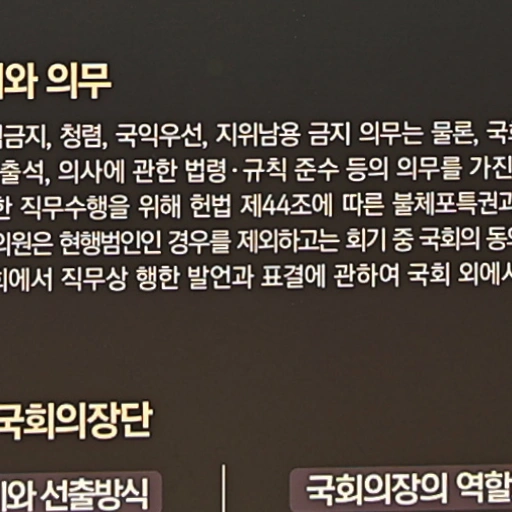 와 의무
금지, 청렴, 국익우선, 지위남용 금지 의무는 물론,
출석, 의사에 관한 법령·규칙 준수 등의 의무를 가진
직무수행을 위해 헌법 제44조에 따른 불체포특권과
의원은 현행범인인 경우를 제외하고는 회기 중 국회의 동의
회에서 직무상 행한 발언과 표결에 관하여 국회 외에서
국회의장단
와 선출방식
국회의장의 역할